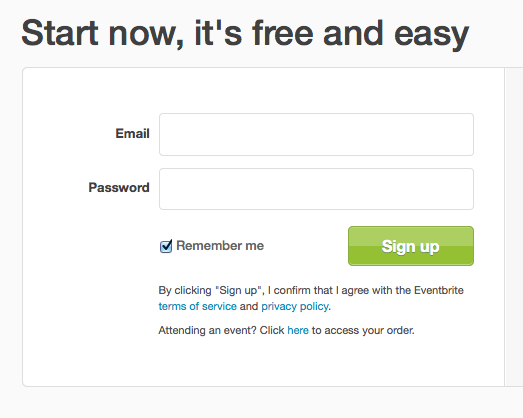 Start now, it's free and easy
Email
Password
Remember me
Sign up
By clicking "Sign up", I confirm that I agree with the Eventbrite
terms of service and privacy policy.
Attending an event? Click here to access your order.